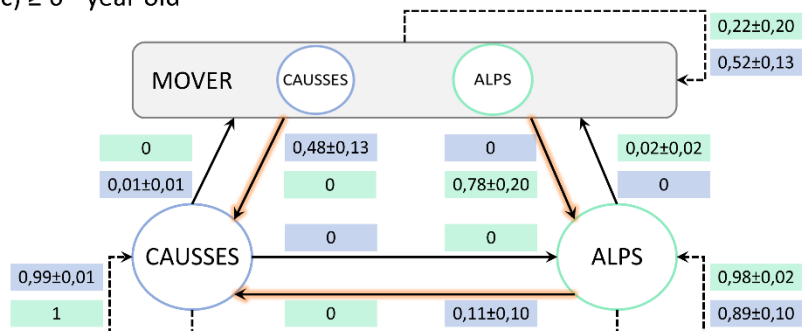 c) ≥ 6 year old
0,22±0,20
MOVER CAUSSES ALPS
0,52±0,13
0 0,48±0,13 0 0,02±0,02
0,01±0,01 0 0,78±0,20 0
0 0
CAUSSES ALPS
0,99±0,01 0,98±0,02
1 0 0,11±0,10 0,89±0,10